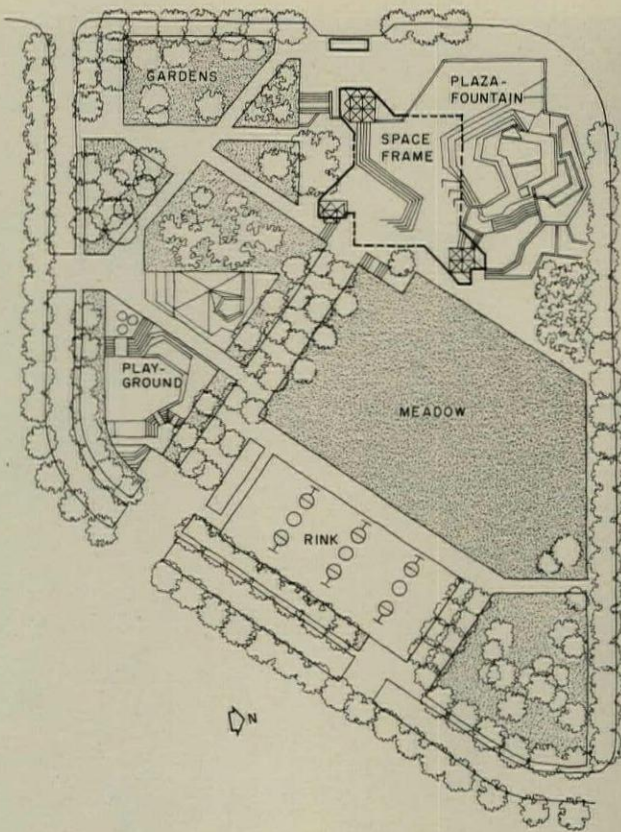 GARDENS
PLAZA-
FOUNTAIN
SPACE
FRAME
PLAY-
GROUND
MEADOW
RINK
N